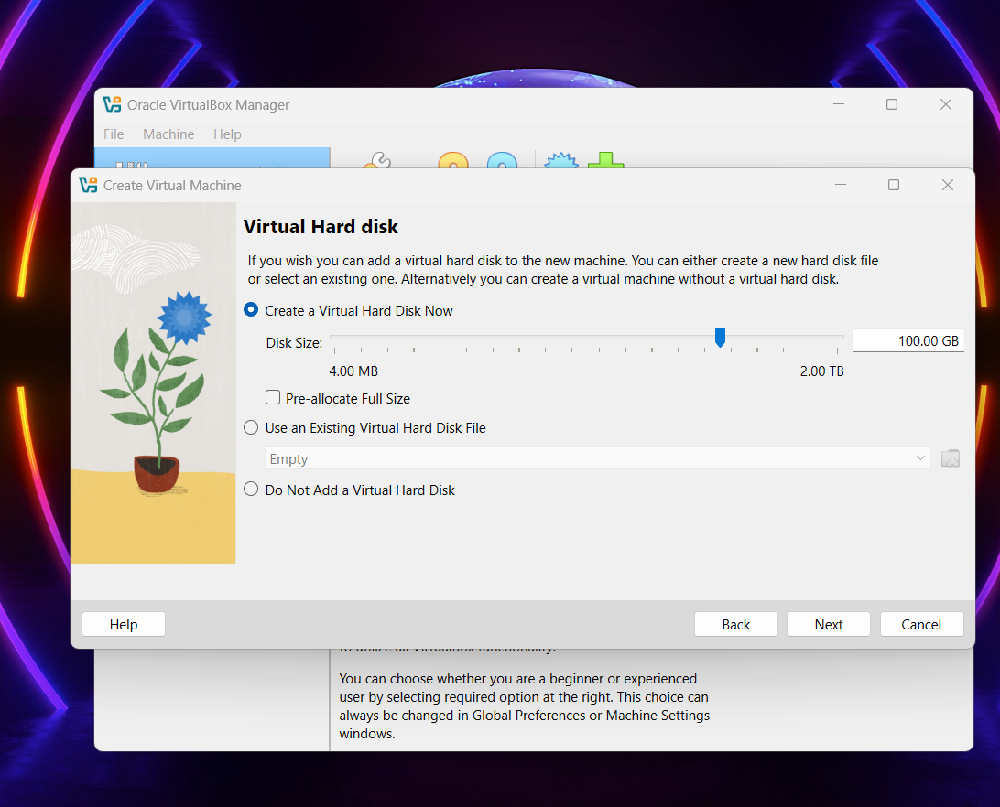 Oracle VirtualBox Manager
File Machine Help
Create Virtual Machine
Virtual Hard disk
If you wish you can add a virtual hard disk to the new machine. You can either create a new hard disk file
or select an existing one. Alternatively you can create a virtual machine without a virtual hard disk.
Create a Virtual Hard Disk Now
Disk Size: 100.00 GB
4.00 MB 2.00 TB
Pre-allocate Full Size
Use an Existing Virtual Hard Disk File
Empty
Do Not Add a Virtual Hard Disk
Help Back Next Cancel
to utilize all VirtualBox functionality.
You can choose whether you are a beginner or experienced
user by selecting required option at the right. This choice can
always be changed in Global Preferences or Machine Settings
windows.